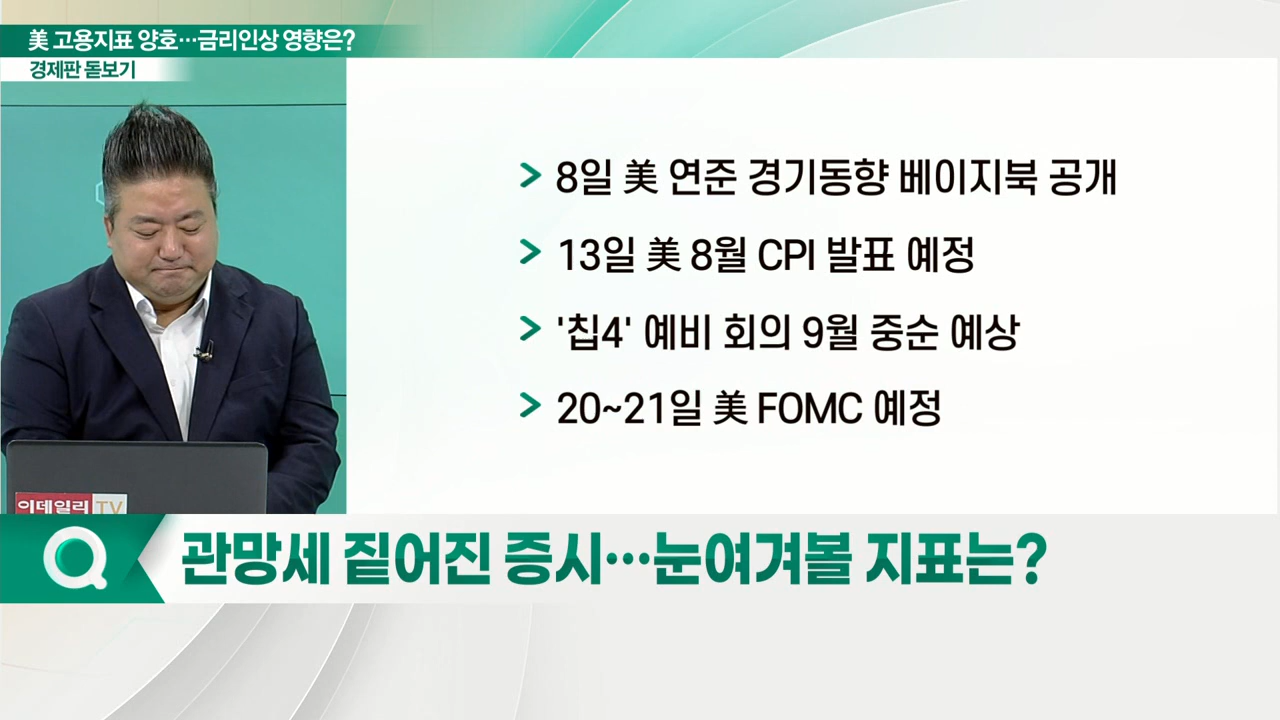 美 고용지표 양호…금리인상 영향은?
경제판 돋보기
> 8일 美 연준 경기동향 베이지북 공개
> 13일 美 8월 CPI 발표 예정
> '칩4' 예비 회의 9월 중순 예상
> 20~21일 美 FOMC 예정
이데일리 TV
관망세 짙어진 증시…눈여겨볼 지표는?